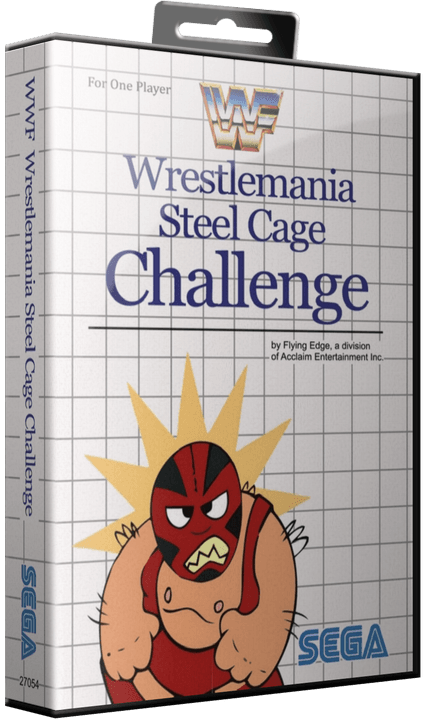 WWF Wrestlemania Steel Cage Challenge
SEGA
27054
For One Player
WWF
Wrestlemania
Steel Cage
Challenge
by Flying Edge, a division
of Acclaim Entertainment Inc.
SEGA